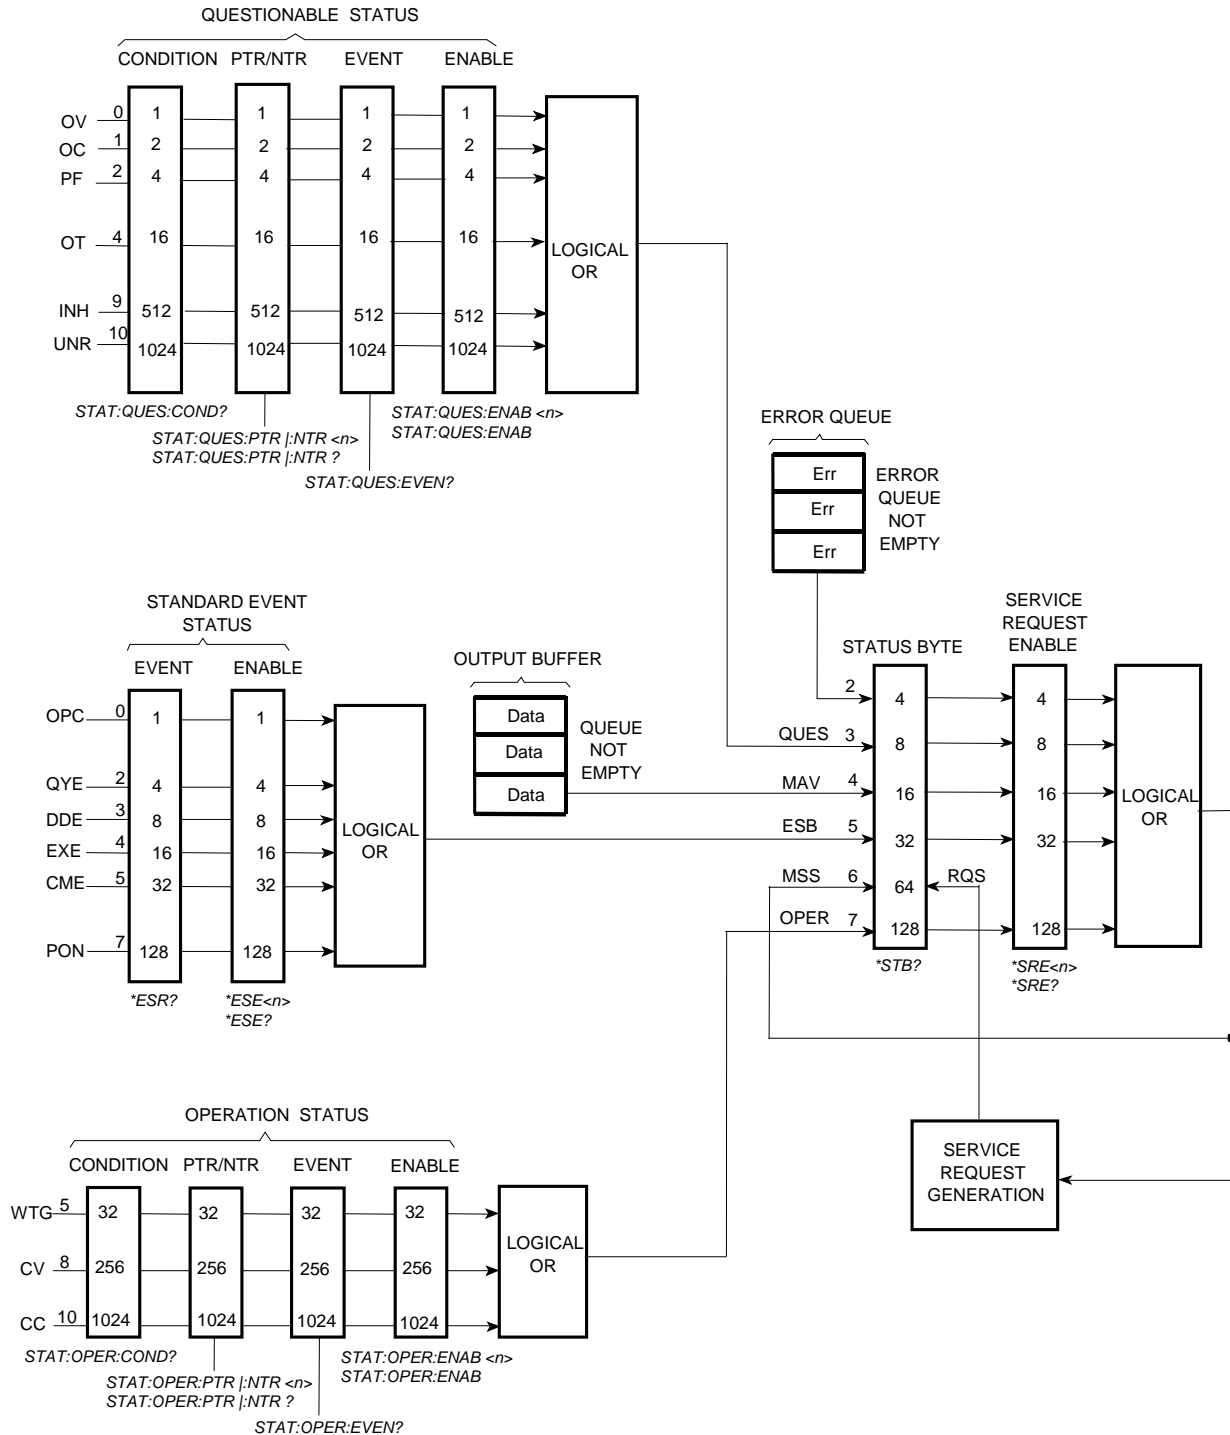 QUESTIONABLE STATUS
CONDITION PTR/NTR EVENT ENABLE
OV 0 1 1 1 1
OC 1 2 2 2 2
PF 2 4 4 4 4
OT 4 16 16 16 16
LOGICAL
OR
INH 9 512 512 512 512
UNR 10 1024 1024 1024 1024
STAT:QUES:COND?
STAT:QUES:PTR |:NTR <n>
STAT:QUES:PTR |:NTR ?
STAT:QUES:EVEN?
STAT:QUES:ENAB <n>
STAT:QUES:ENAB
ERROR QUEUE
Err
Err
Err
ERROR
QUEUE
NOT
EMPTY
STANDARD EVENT
STATUS
EVENT ENABLE
OPC 0 1 1
QYE 2 4 4
DDE 3 8 8
EXE 4 16 16
CME 5 32 32
PON 7 128 128
LOGICAL
OR
*ESR?
*ESE<n>
*ESE?
OUTPUT BUFFER
Data
Data
Data
QUEUE
NOT
EMPTY
STATUS BYTE
SERVICE
REQUEST
ENABLE
2 4 4
QUES 3 8 8
MAV 4 16 16
ESB 5 32 32
MSS 6 64 RQS
OPER 7 128 128
LOGICAL
OR
*STB?
*SRE<n>
*SRE?
SERVICE
REQUEST
GENERATION
OPERATION STATUS
CONDITION PTR/NTR EVENT ENABLE
WTG 5 32 32 32 32
CV 8 256 256 256 256
CC 10 1024 1024 1024 1024
LOGICAL
OR
STAT:OPER:COND?
STAT:OPER:PTR |:NTR <n>
STAT:OPER:PTR |:NTR ?
STAT:OPER:EVEN?
STAT:OPER:ENAB <n>
STAT:OPER:ENAB